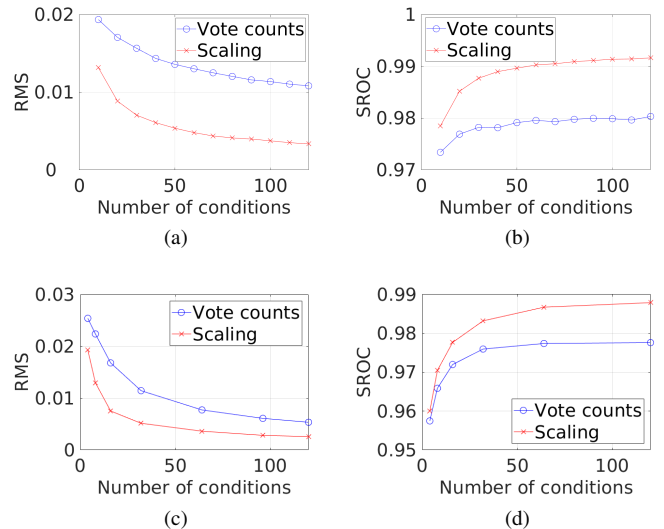 0.02
0.01
0
RMS
Vote counts
Scaling
0 50 100
Number of conditions
(a)
1
0.99
0.98
0.97
SROC
Vote counts
Scaling
0 50 100
Number of conditions
(b)
0.03
0.02
0.01
0
RMS
Vote counts
Scaling
0 50 100
Number of conditions
(c)
0.99
0.98
0.97
0.96
0.95
SROC
Vote counts
Scaling
0 50 100
Number of conditions
(d)